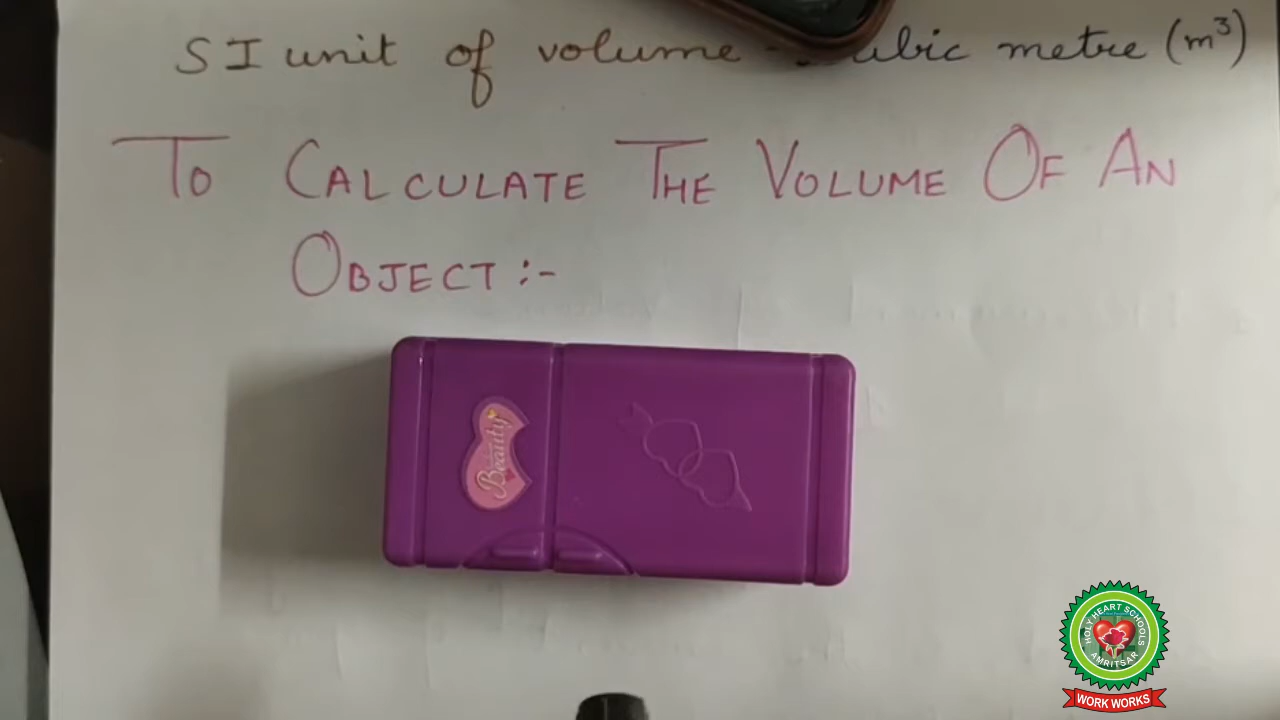 SI unit of volume - cubic metre (m³)
TO CALCULATE THE VOLUME OF AN
OBJECT :-
Beauty
HOLY HEART SCHOOLS
AMRITSAR
WORK WORKS